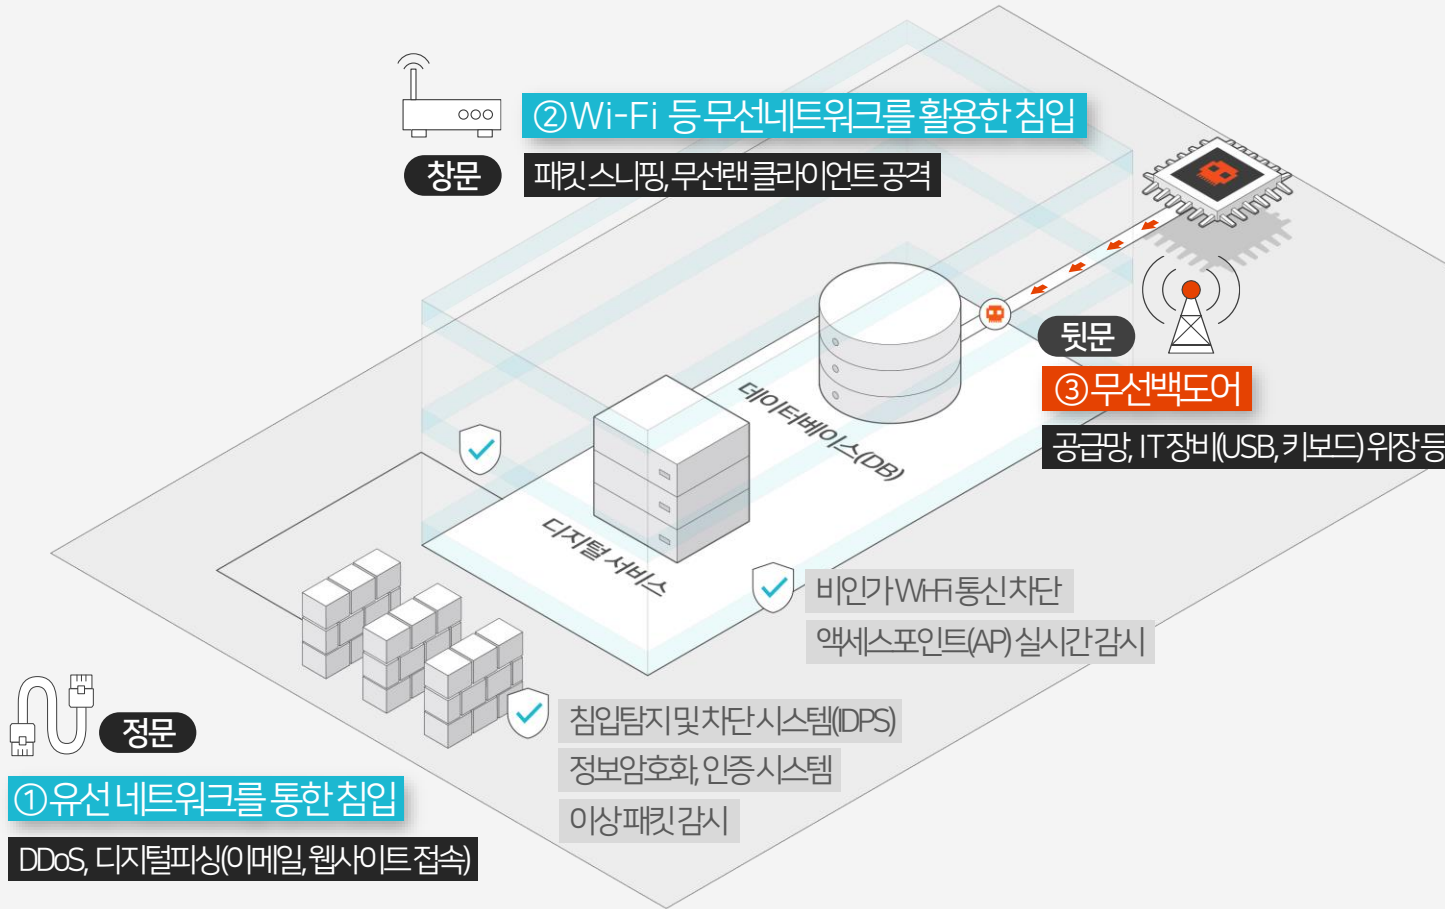 ②Wi-Fi 등 무선네트워크를 활용한 침입
창문
패킷 스니핑, 무선랜 클라이언트 공격
뒷문
③무선백도어
공급망, IT 장비(USB, 키보드) 위장 등
데이터베이스(DB)
디지털 서비스
비인가 Wi-Fi 통신 차단
액세스포인트(AP) 실시간 감시
정문
①유선 네트워크를 통한 침입
DDoS, 디지털피싱(이메일, 웹사이트 접속)
침입탐지 및 차단 시스템(IDPS)
정보암호화, 인증 시스템
이상 패킷 감시